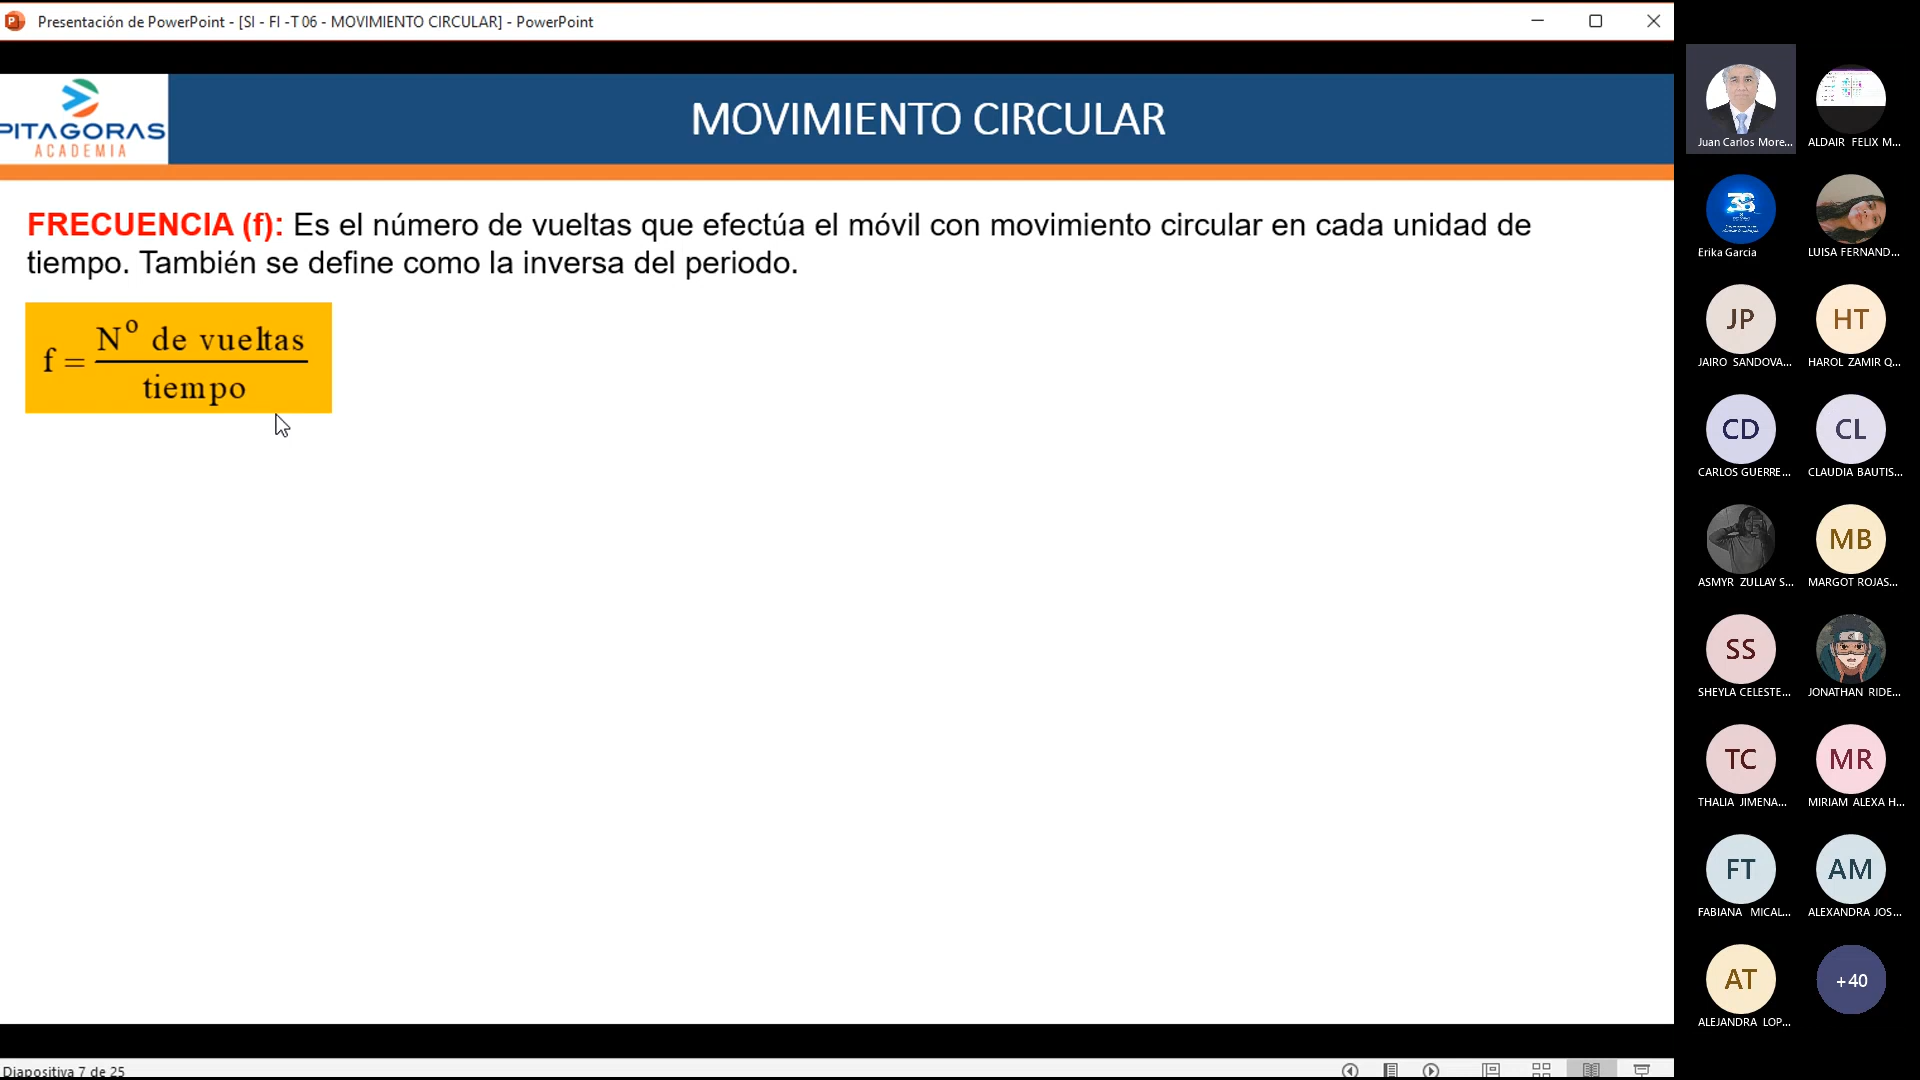 Presentación de PowerPoint - [SI - FI -T 06 - MOVIMIENTO CIRCULAR] - PowerPoint
PITAGORAS
ACADEMIA
MOVIMIENTO CIRCULAR
FRECUENCIA (f): Es el número de vueltas que efectúa el móvil con movimiento circular en cada unidad de
tiempo. También se define como la inversa del periodo.
f = Nº de vueltas
tiempo
Juan Carlos More...
ALDAIR FELIX M...
Erika Garcia
LUISA FERNAND...
JP
HT
JAIRO SANDOVA...
HAROL ZAMIR Q...
CD
CL
CARLOS GUERRE...
CLAUDIA BAUTIS...
MB
ASMYR ZULLAY S...
MARGOT ROJAS...
SS
SHEYLA CELESTE...
JONATHAN RIDE...
TC
MR
THALIA JIMENA...
MIRIAM ALEXA H...
FT
AM
FABIANA MICAL...
ALEXANDRA JOS...
AT
+40
ALEJANDRA LOP...
Diapositiva 7 de 25